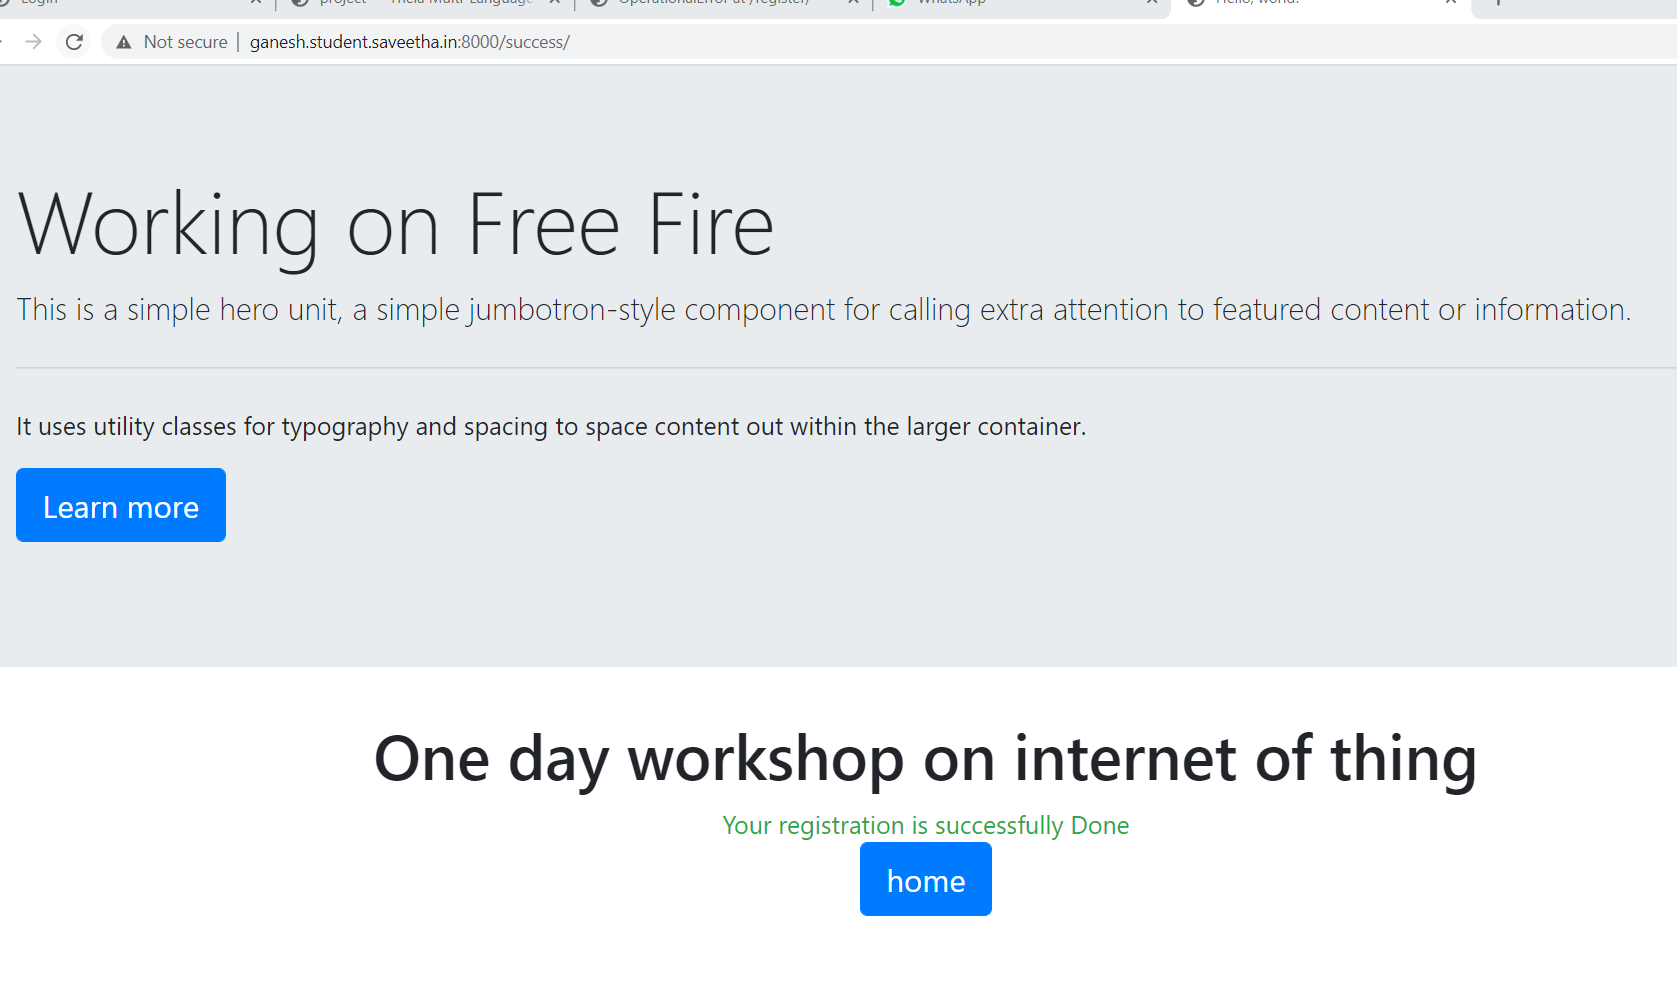 Login project — Theia Multi-Language OperationalError at /register/ WhatsApp Hello, world!
Not secure | ganesh.student.saveetha.in:8000/success/
Working on Free Fire
This is a simple hero unit, a simple jumbotron-style component for calling extra attention to featured content or information.
It uses utility classes for typography and spacing to space content out within the larger container.
Learn more
One day workshop on internet of thing
Your registration is successfully Done
home